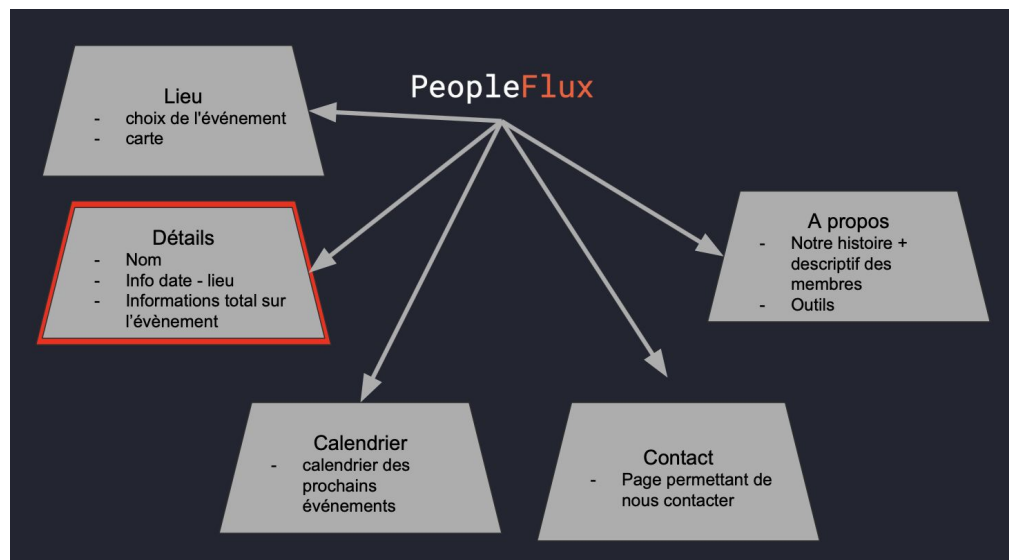 PeopleFlux
Lieu
- choix de l'événement
- carte
Détails
- Nom
- Info date - lieu
- Informations total sur
l'évènement
A propos
- Notre histoire +
descriptif des
membres
- Outils
Calendrier
- calendrier des
prochains
événements
Contact
- Page permettant de
nous contacter